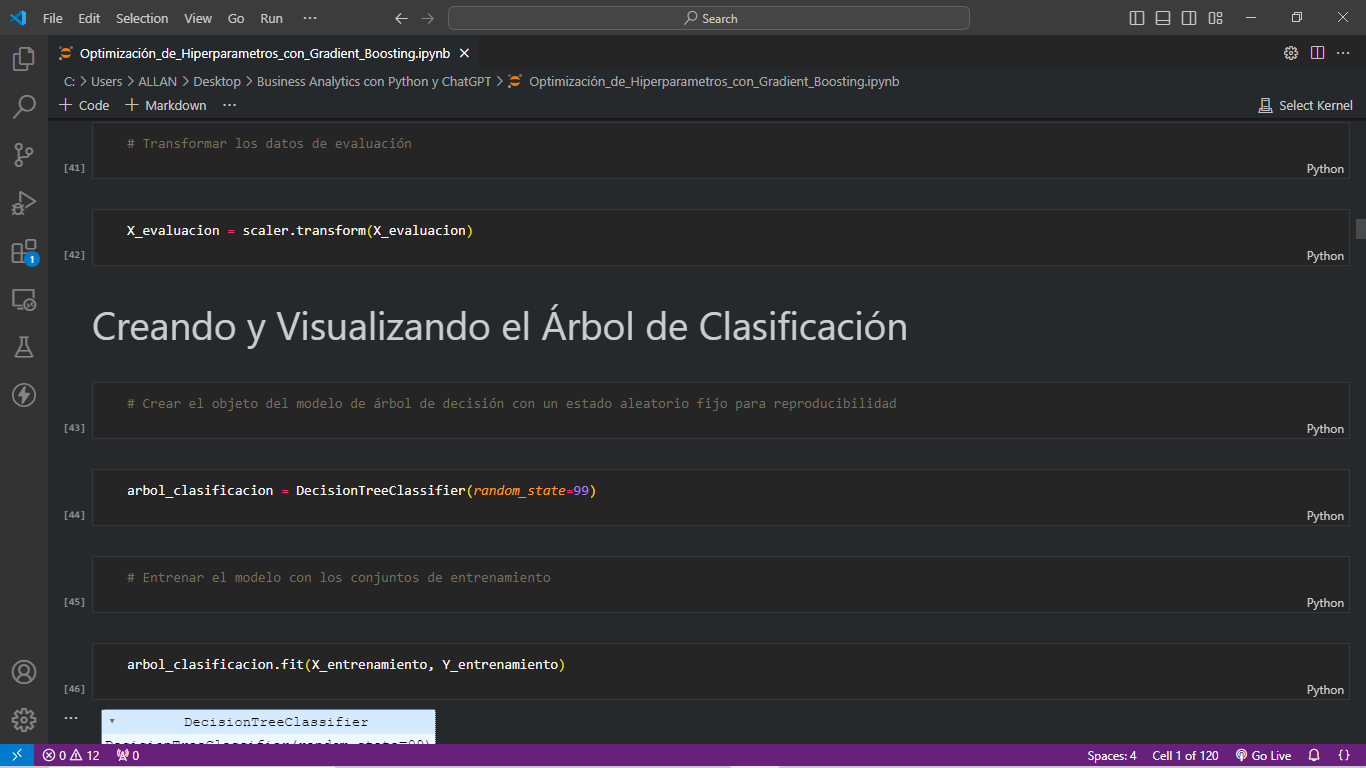 File Edit Selection View Go Run ··· Search
Optimización_de_Hiperparametros_con_Gradient_Boosting.ipynb
C: > Users > ALLAN > Desktop > Business Analytics con Python y ChatGPT > Optimización_de_Hiperparametros_con_Gradient_Boosting.ipynb
+ Code + Markdown ··· Select Kernel
# Transformar los datos de evaluación
[41] Python
X_evaluacion = scaler.transform(X_evaluacion)
[42] Python
Creando y Visualizando el Árbol de Clasificación
# Crear el objeto del modelo de árbol de decisión con un estado aleatorio fijo para reproducibilidad
[43] Python
arbol_clasificacion = DecisionTreeClassifier(random_state=99)
[44] Python
# Entrenar el modelo con los conjuntos de entrenamiento
[45] Python
arbol_clasificacion.fit(X_entrenamiento, Y_entrenamiento)
[46] Python
1
··· DecisionTreeClassifier
DecisionTreeClassifier(random_state=99)
0 12 0 Spaces: 4 Cell 1 of 120 Go Live {}